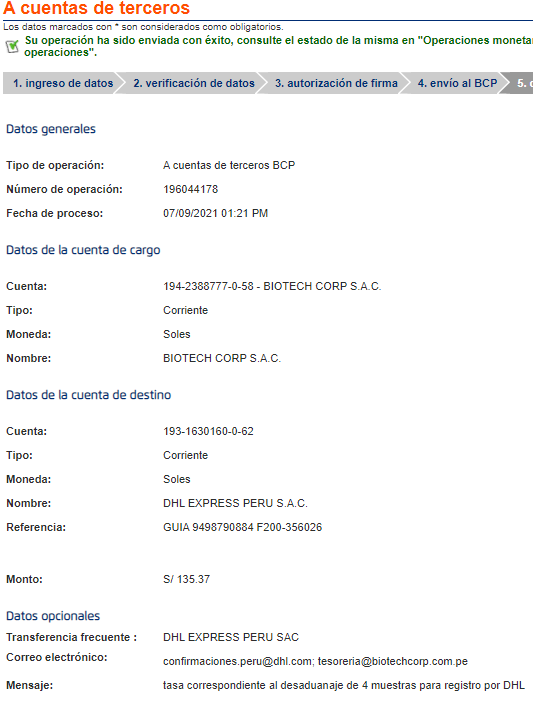 A cuentas de terceros
Los datos marcados con * son considerados como obligatorios.
Su operación ha sido enviada con éxito, consulte el estado de la misma en "Operaciones
operaciones".
1. ingreso de datos 2. verificación de datos 3. autorización de firma 4. envío al BCP 5.
Datos generales
Tipo de operación: A cuentas de terceros BCP
Número de operación: 196044178
Fecha de proceso: 07/09/2021 01:21 PM
Datos de la cuenta de cargo
Cuenta: 194-2388777-0-58 - BIOTECH CORP S.A.C.
Tipo: Corriente
Moneda: Soles
Nombre: BIOTECH CORP S.A.C.
Datos de la cuenta de destino
Cuenta: 193-1630160-0-62
Tipo: Corriente
Moneda: Soles
Nombre: DHL EXPRESS PERU S.A.C.
Referencia: GUIA 9498790884 F200-356026
Monto: S/ 135.37
Datos opcionales
Transferencia frecuente : DHL EXPRESS PERU SAC
Correo electrónico: confirmaciones.peru@dhl.com; tesoreria@biotechcorp.com.pe
Mensaje: tasa correspondiente al desaduanaje de 4 muestras para registro por DHL